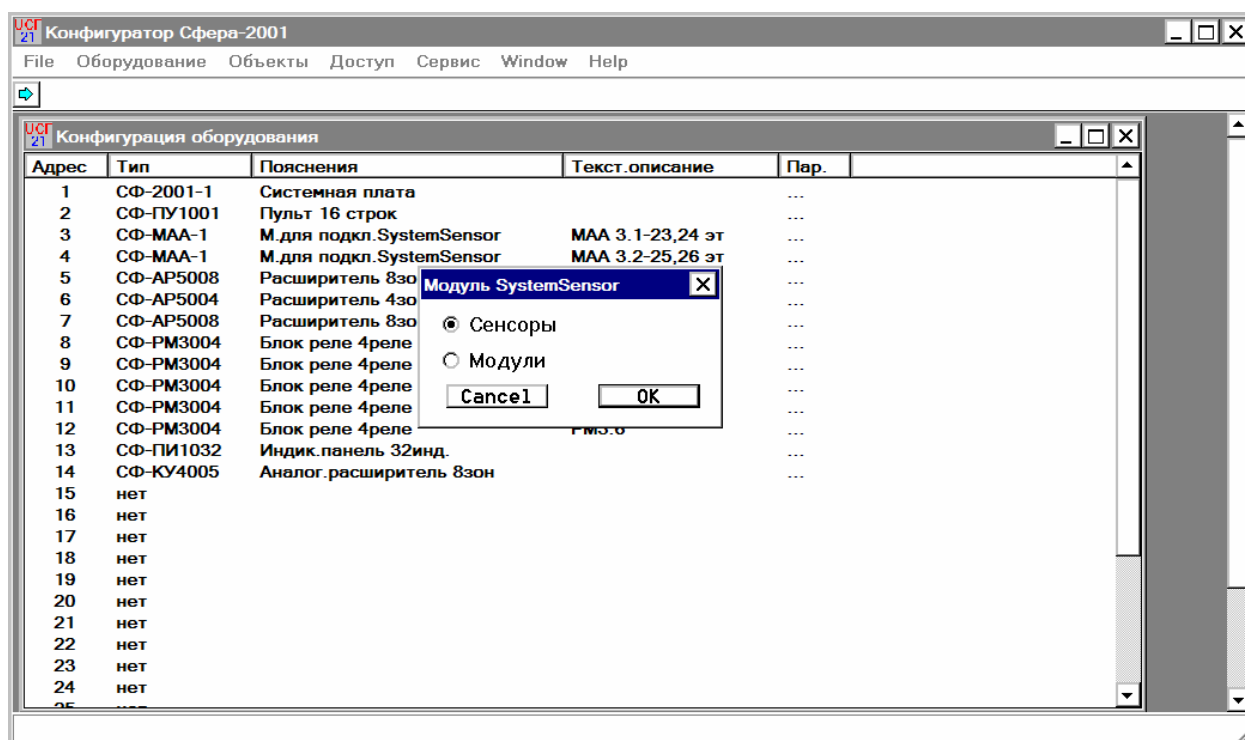 УСГ 21 Конфигуратор Сфера-2001
File Оборудование Объекты Доступ Сервис Window Help
УСГ 21 Конфигурация оборудования
Адрес Тип Пояснения Текст.описание Пар.
1 СФ-2001-1 Системная плата ...
2 СФ-ПУ1001 Пульт 16 строк ...
3 СФ-МАА-1 М.для подкл.SystemSensor МАА 3.1-23,24 эт ...
4 СФ-МАА-1 М.для подкл.SystemSensor МАА 3.2-25,26 эт ...
5 СФ-АР5008 Расширитель 8зо ...
6 СФ-АР5004 Расширитель 4зо ...
7 СФ-АР5008 Расширитель 8зо ...
8 СФ-РМ3004 Блок реле 4реле ...
9 СФ-РМ3004 Блок реле 4реле ...
10 СФ-РМ3004 Блок реле 4реле ...
11 СФ-РМ3004 Блок реле 4реле ...
12 СФ-РМ3004 Блок реле 4реле ...
13 СФ-ПИ1032 Индик.панель 32инд. ...
14 СФ-КУ4005 Аналог.расширитель 8зон ...
15 нет
16 нет
17 нет
18 нет
19 нет
20 нет
21 нет
22 нет
23 нет
24 нет
Модуль SystemSensor
Сенсоры
Модули
Cancel OK